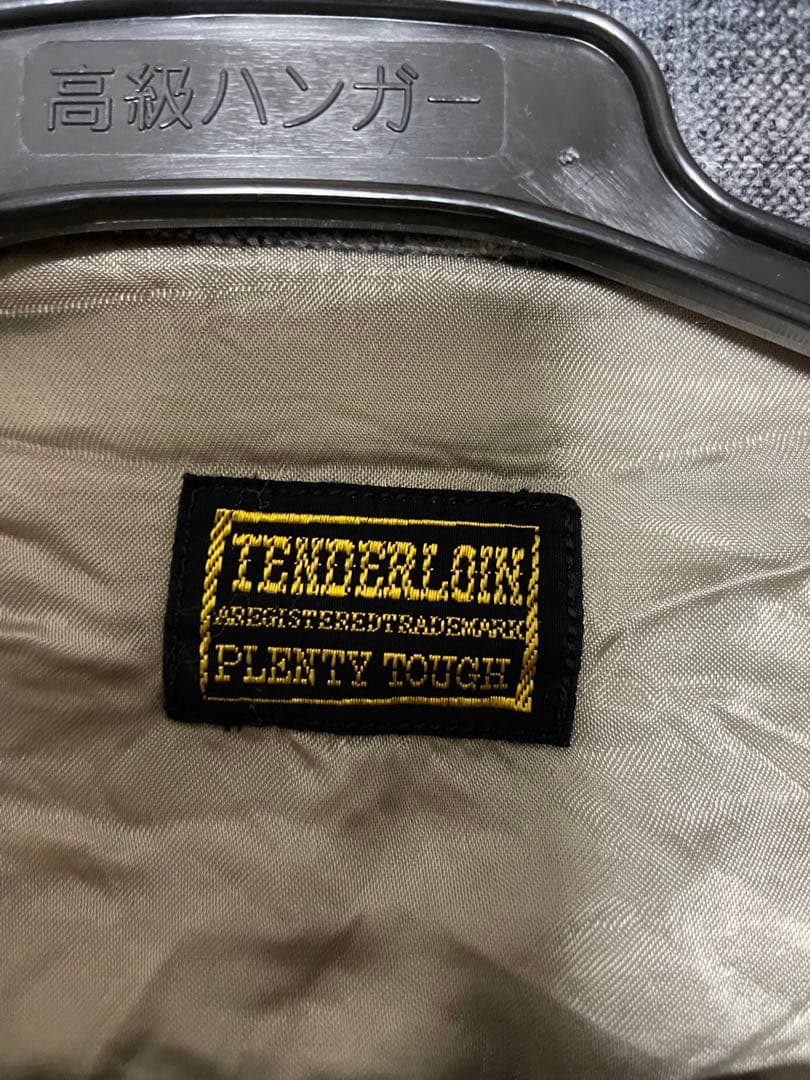 高級ハンガー
TENDERLOIN
AREGISTEREDTRADEMARK
PLENTY TOUGH